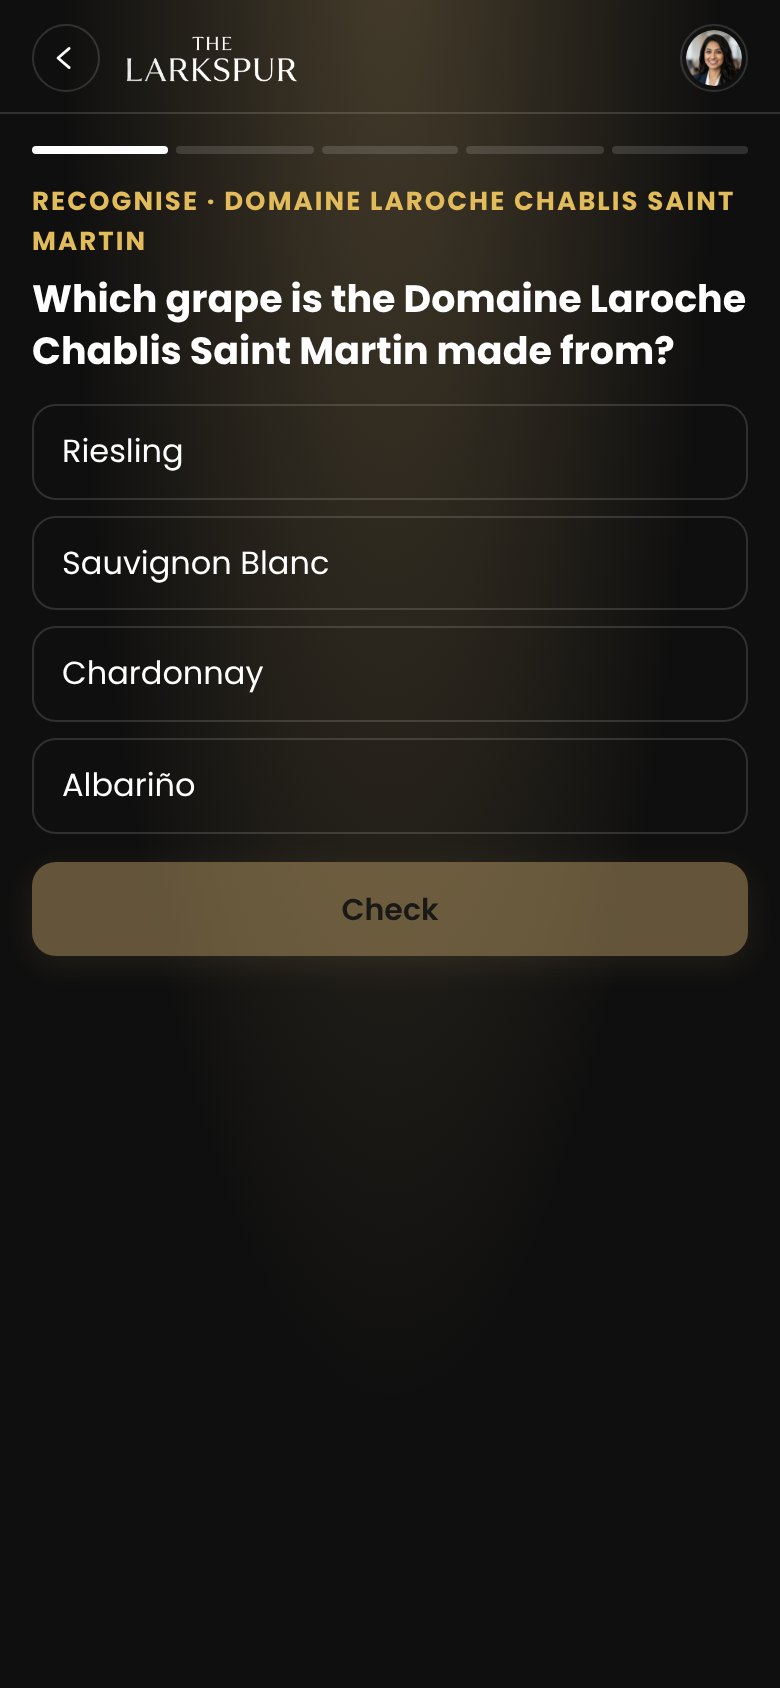 THE
LARKSPUR
RECOGNISE · DOMAINE LAROCHE CHABLIS SAINT
MARTIN
Which grape is the Domaine Laroche
Chablis Saint Martin made from?
Riesling
Sauvignon Blanc
Chardonnay
Albariño
Check